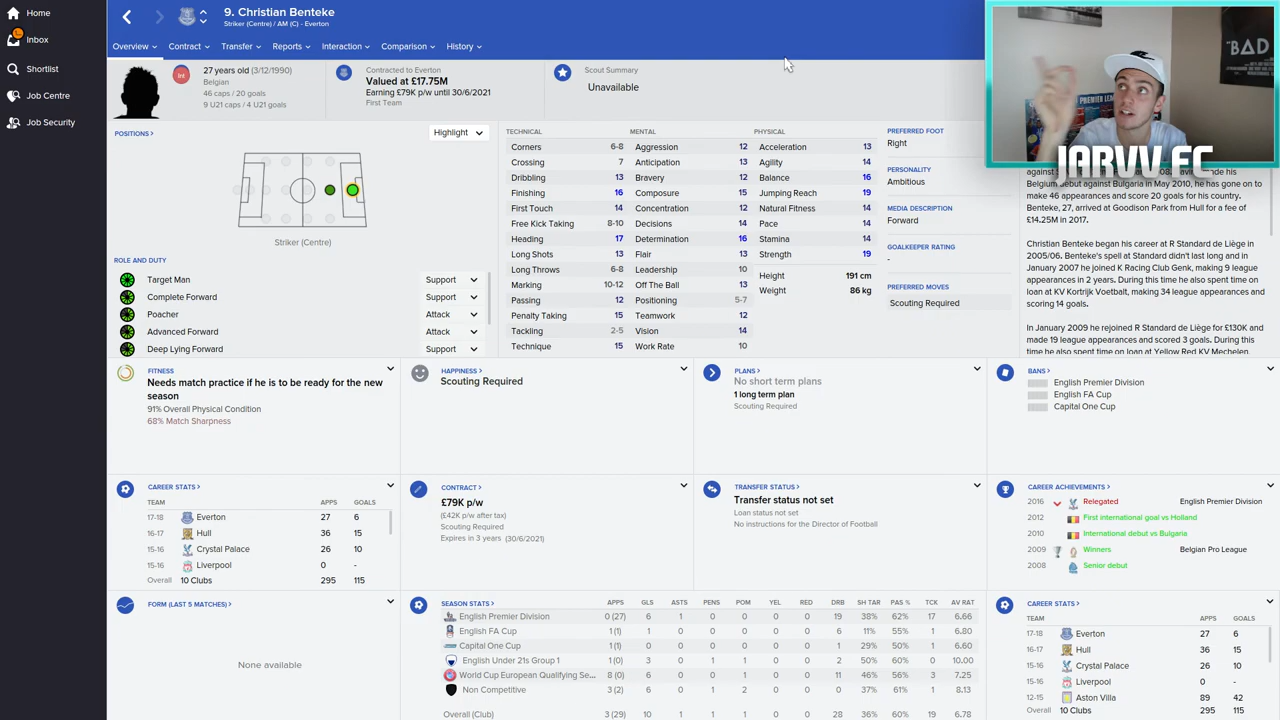 Home
Inbox
Shortlist
Job Centre
Job Security
9. Christian Benteke
Striker (Centre) / AM (C) - Everton
Overview
Contract
Transfer
Reports
Interaction
Comparison
History
Int
27 years old (3/12/1990)
Belgian
46 caps / 20 goals
9 U21 caps / 4 U21 goals
Contracted to Everton
Valued at £17.75M
Earning £79K p/w until 30/6/2021
First Team
Scout Summary
Unavailable
BAD
PREMIER LEAG
JARVV FC
POSITIONS >
Highlight
Striker (Centre)
ROLE AND DUTY
Target Man Support
Complete Forward Support
Poacher Attack
Advanced Forward Attack
Deep Lying Forward Support
TECHNICAL
Corners 6-8
Crossing 7
Dribbling 13
Finishing 16
First Touch 14
Free Kick Taking 8-10
Heading 17
Long Shots 13
Long Throws 6-8
Marking 10-12
Passing 12
Penalty Taking 15
Tackling 2-5
Technique 15
MENTAL
Aggression 12
Anticipation 13
Bravery 12
Composure 15
Concentration 12
Decisions 14
Determination 16
Flair 13
Leadership 10
Off The Ball 13
Positioning 5-7
Teamwork 12
Vision 14
Work Rate 10
PHYSICAL
Acceleration 13
Agility 14
Balance 16
Jumping Reach 19
Natural Fitness 14
Pace 14
Stamina 14
Strength 19
Height 191 cm
Weight 86 kg
PREFERRED FOOT
Right
PERSONALITY
Ambitious
MEDIA DESCRIPTION
Forward
GOALKEEPER RATING
-
PREFERRED MOVES
Scouting Required
Belgium debut against Bulgaria in May 2010, he has gone on to
make 46 appearances and score 20 goals for his country.
Benteke, 27, arrived at Goodison Park from Hull for a fee of
£14.25M in 2017.
Christian Benteke began his career at R Standard de Liège in
2005/06. Benteke's spell at Standard didn't last long and in
January 2007 he joined K Racing Club Genk, making 9 league
appearances in 2 years. During this time he also spent time on
loan at KV Kortrijk Voetbalt, making 34 league appearances and
scoring 14 goals.
In January 2009 he rejoined R Standard de Liège for £130K and
made 19 league appearances and scored 3 goals. During this
time he also spent time on loan at Yellow Red KV Mechelen,
FITNESS
Needs match practice if he is to be ready for the new
season
91% Overall Physical Condition
68% Match Sharpness
HAPPINESS >
Scouting Required
PLANS >
No short term plans
1 long term plan
Scouting Required
BANS >
English Premier Division
English FA Cup
Capital One Cup
CAREER STATS >
TEAM APPS GOALS
17-18 Everton 27 6
16-17 Hull 36 15
15-16 Crystal Palace 26 10
15-16 Liverpool 0 -
Overall 10 Clubs 295 115
CONTRACT >
£79K p/w
(£42K p/w after tax)
Scouting Required
Expires in 3 years (30/6/2021)
TRANSFER STATUS >
Transfer status not set
Loan status not set
No instructions for the Director of Football
CAREER ACHIEVEMENTS >
2016 Relegated English Premier Division
2012 First international goal vs Holland
2010 International debut vs Bulgaria
2009 Winners Belgian Pro League
2008 Senior debut
FORM (LAST 5 MATCHES) >
None available
SEASON STATS > APPS GLS ASTS PENS POM YEL RED DRB SH TAR PAS % TCK AV RAT
English Premier Division 0 (27) 6 1 0 0 0 0 19 38% 62% 17 6.66
English FA Cup 1 (1) 1 0 0 0 0 0 6 11% 55% 1 6.80
Capital One Cup 1 (1) 0 0 0 0 0 0 1 29% 50% 1 6.60
English Under 21s Group 1 1 (0) 3 0 1 1 0 0 2 50% 60% 0 10.00
World Cup European Qualifying Se... 8 (0) 6 0 0 1 0 0 11 46% 56% 3 7.25
Non Competitive 3 (2) 6 0 1 2 0 0 0 37% 61% 1 8.13
Overall (Club) 3 (29) 10 1 1 1 0 0 28 36% 60% 19 6.78
CAREER STATS >
TEAM APPS GOALS
17-18 Everton 27 6
16-17 Hull 36 15
15-16 Crystal Palace 26 10
15-16 Liverpool 0 -
12-15 Aston Villa 89 42
Overall 10 Clubs 295 115